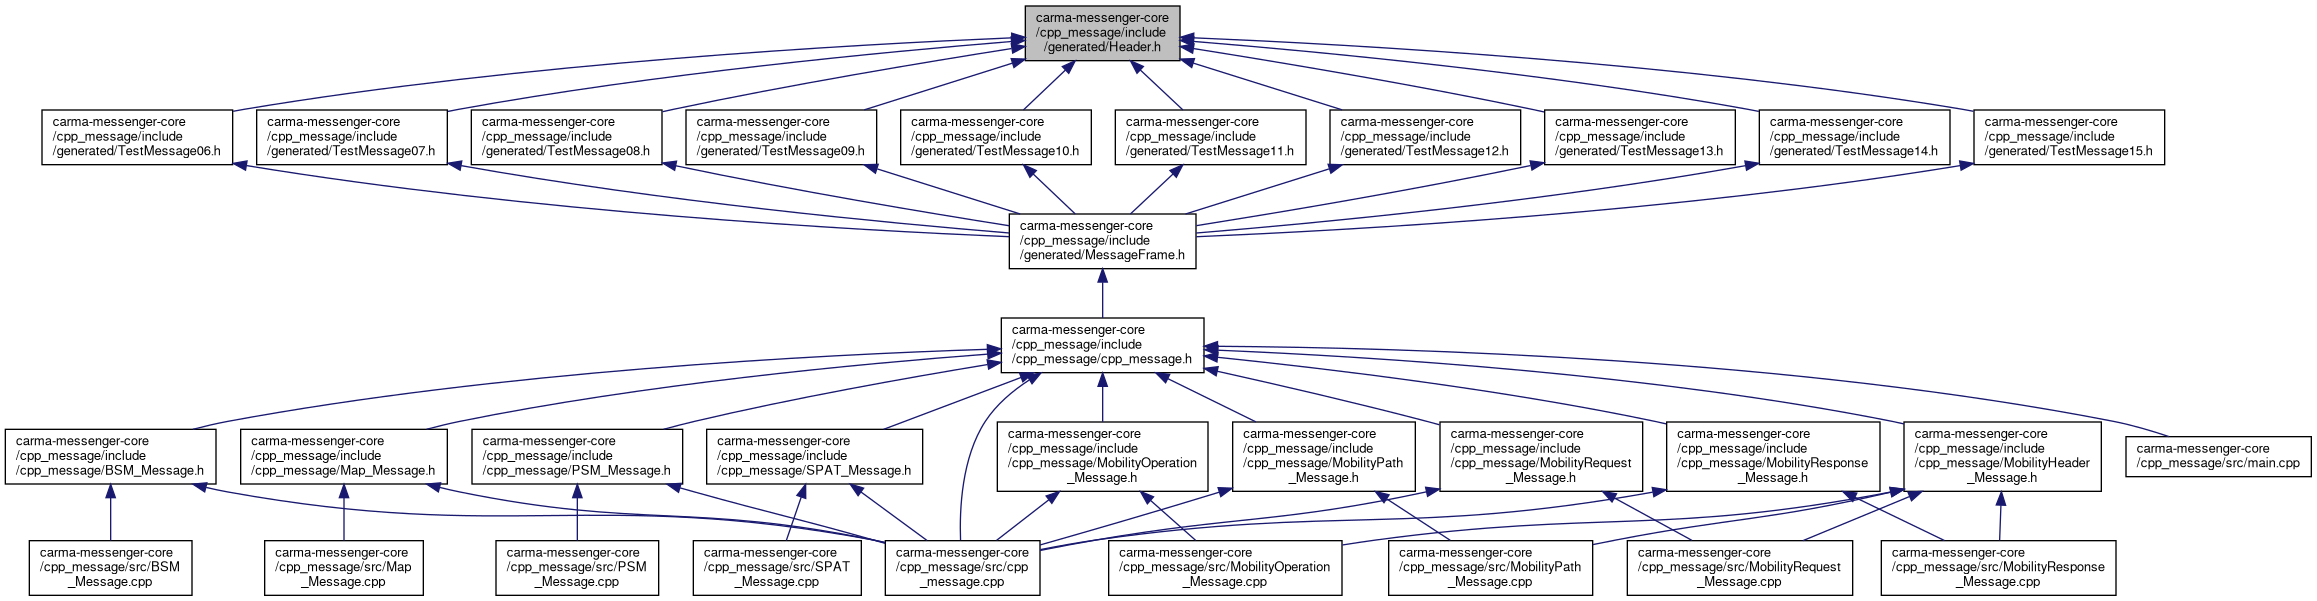 carma-messenger-core
/cpp_message/include
/generated/Header.h
carma-messenger-core
/cpp_message/include
/generated/TestMessage06.h
carma-messenger-core
/cpp_message/include
/generated/TestMessage07.h
carma-messenger-core
/cpp_message/include
/generated/TestMessage08.h
carma-messenger-core
/cpp_message/include
/generated/TestMessage09.h
carma-messenger-core
/cpp_message/include
/generated/TestMessage10.h
carma-messenger-core
/cpp_message/include
/generated/TestMessage11.h
carma-messenger-core
/cpp_message/include
/generated/TestMessage12.h
carma-messenger-core
/cpp_message/include
/generated/TestMessage13.h
carma-messenger-core
/cpp_message/include
/generated/TestMessage14.h
carma-messenger-core
/cpp_message/include
/generated/TestMessage15.h
carma-messenger-core
/cpp_message/include
/generated/MessageFrame.h
carma-messenger-core
/cpp_message/include
/cpp_message/cpp_message.h
carma-messenger-core
/cpp_message/include
/cpp_message/BSM_Message.h
carma-messenger-core
/cpp_message/include
/cpp_message/Map_Message.h
carma-messenger-core
/cpp_message/include
/cpp_message/PSM_Message.h
carma-messenger-core
/cpp_message/include
/cpp_message/SPAT_Message.h
carma-messenger-core
/cpp_message/include
/cpp_message/MobilityOperation
_Message.h
carma-messenger-core
/cpp_message/include
/cpp_message/MobilityPath
_Message.h
carma-messenger-core
/cpp_message/include
/cpp_message/MobilityRequest
_Message.h
carma-messenger-core
/cpp_message/include
/cpp_message/MobilityResponse
_Message.h
carma-messenger-core
/cpp_message/include
/cpp_message/MobilityHeader
_Message.h
carma-messenger-core
/cpp_message/src/main.cpp
carma-messenger-core
/cpp_message/src/BSM
_Message.cpp
carma-messenger-core
/cpp_message/src/Map
_Message.cpp
carma-messenger-core
/cpp_message/src/PSM
_Message.cpp
carma-messenger-core
/cpp_message/src/SPAT
_Message.cpp
carma-messenger-core
/cpp_message/src/cpp
_message.cpp
carma-messenger-core
/cpp_message/src/MobilityOperation
_Message.cpp
carma-messenger-core
/cpp_message/src/MobilityPath
_Message.cpp
carma-messenger-core
/cpp_message/src/MobilityRequest
_Message.cpp
carma-messenger-core
/cpp_message/src/MobilityResponse
_Message.cpp